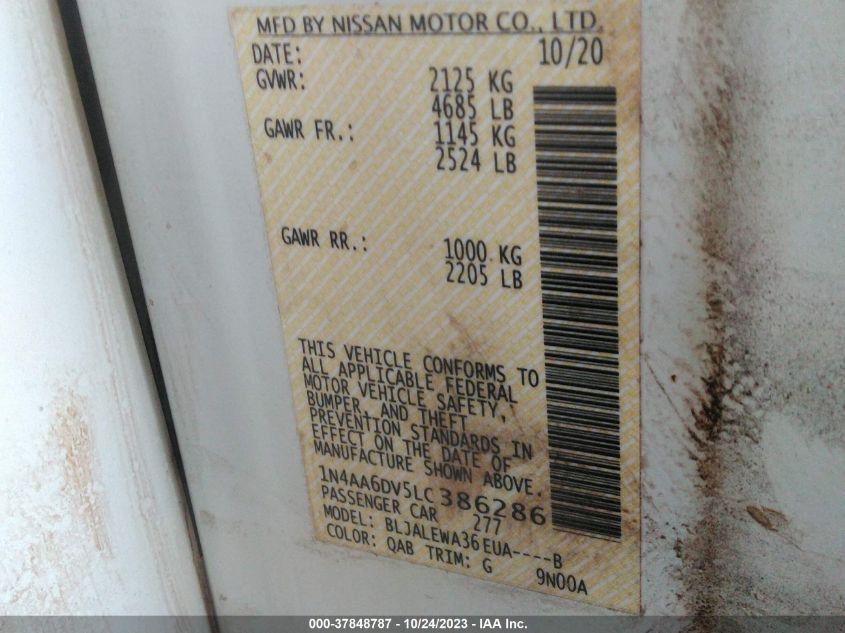 MFD BY NISSAN MOTOR CO., LTD.
DATE: 10/20
GVWR: 2125 KG
4685 LB
GAWR FR.: 1145 KG
2524 LB
GAWR RR.: 1000 KG
2205 LB
THIS VEHICLE CONFORMS TO
ALL APPLICABLE FEDERAL
MOTOR VEHICLE SAFETY,
BUMPER, AND THEFT
PREVENTION STANDARDS IN
EFFECT ON THE DATE OF
MANUFACTURE SHOWN ABOVE.
1N4AA6DV5LC386286
PASSENGER CAR 277
MODEL: BLJALEWA36EUA----B
COLOR: QAB TRIM: G 9N00A
000-37848787 - 10/24/2023 - IAA Inc.